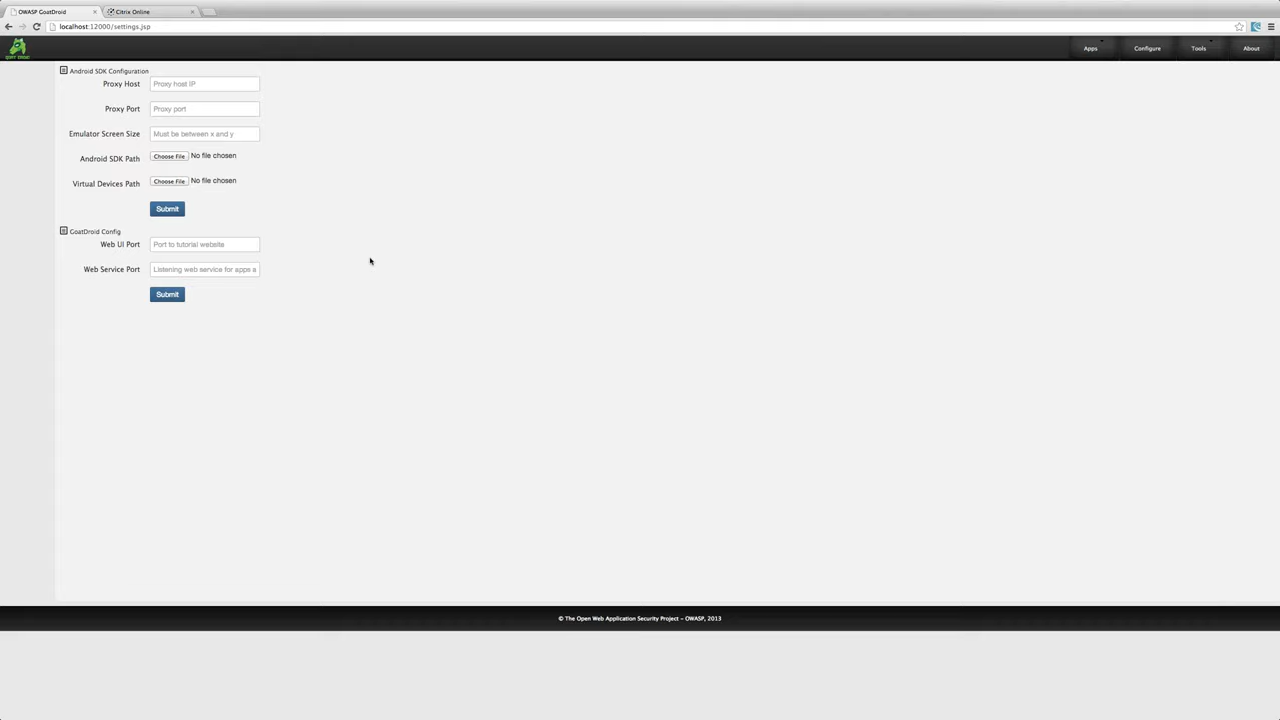 OWASP GoatDroid
Citrix Online
localhost:12000/settings.jsp
GOAT DROID
Apps
Configure
Tools
About
Android SDK Configuration
Proxy Host
Proxy host IP
Proxy Port
Proxy port
Emulator Screen Size
Must be between x and y
Android SDK Path
Choose File No file chosen
Virtual Devices Path
Choose File No file chosen
Submit
GoatDroid Config
Web UI Port
Port to tutorial website
Web Service Port
Listening web service for apps a
Submit
© The Open Web Application Security Project – OWASP, 2013